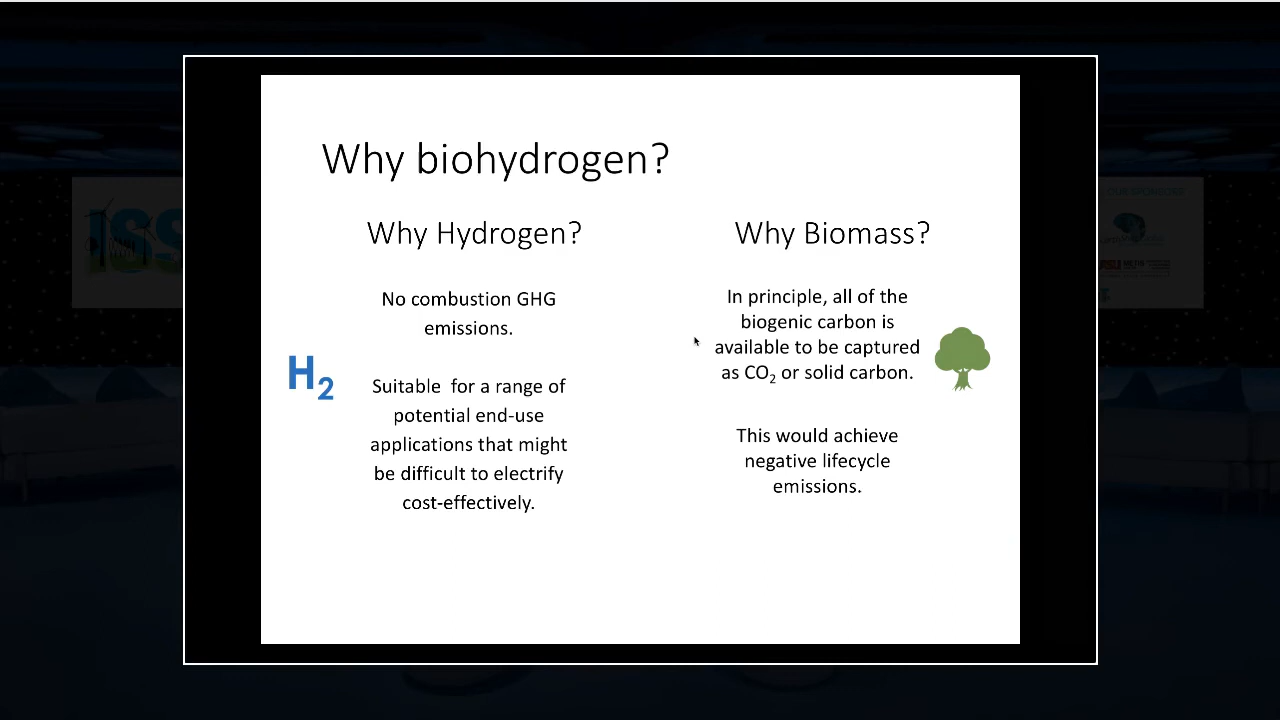 Why biohydrogen?
Why Hydrogen?
No combustion GHG
emissions.
H2
Suitable for a range of
potential end-use
applications that might
be difficult to electrify
cost-effectively.
Why Biomass?
In principle, all of the
biogenic carbon is
available to be captured
as CO2 or solid carbon.
This would achieve
negative lifecycle
emissions.